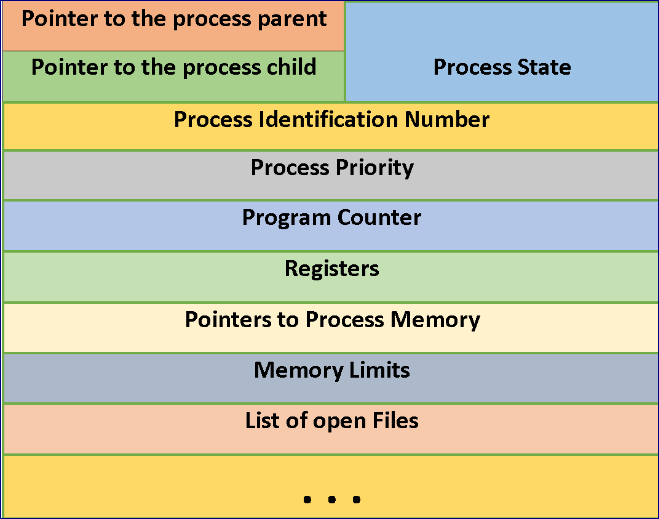 Pointer to the process parent
Pointer to the process child
Process State
Process Identification Number
Process Priority
Program Counter
Registers
Pointers to Process Memory
Memory Limits
List of open Files
. . .